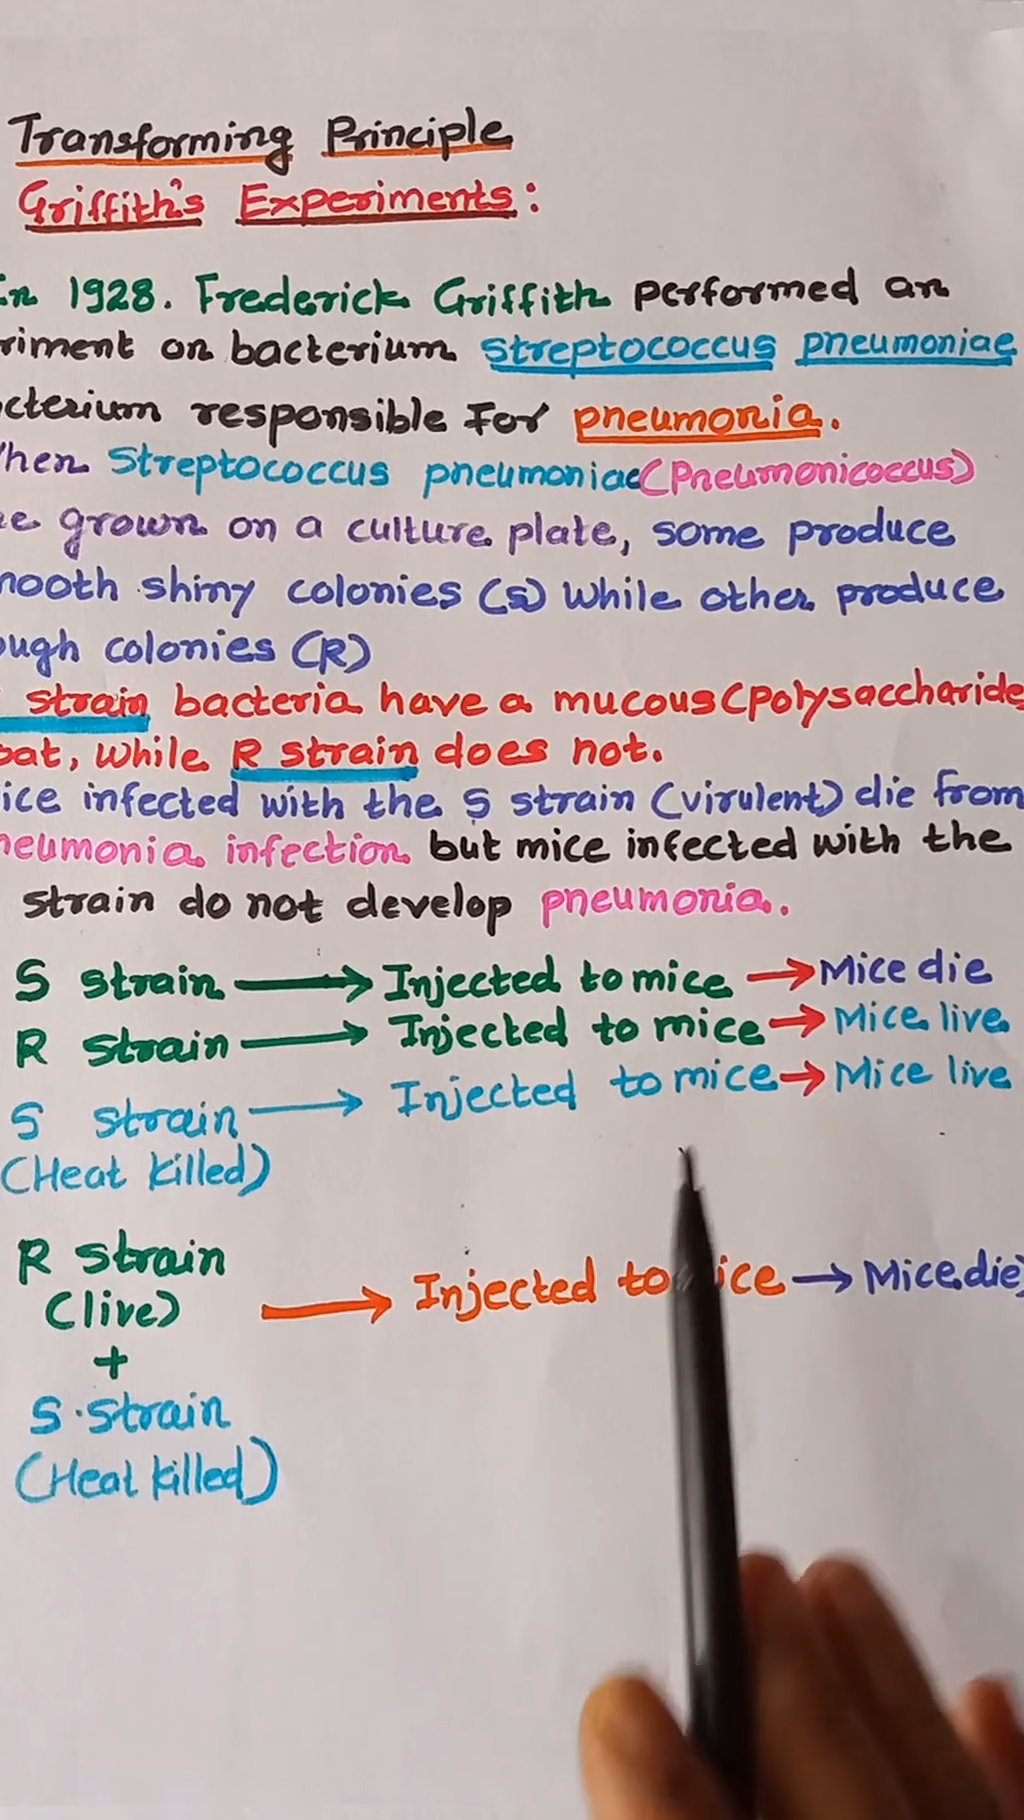 Transforming Principle
Griffith's Experiments:
In 1928. Frederick Griffith performed an
riment on bacterium streptococcus pneumoniae
cterium responsible For pneumonia.
hen Streptococcus pneumoniae (Pneumonicoccus)
e grown on a culture plate, some produce
mooth shiny colonies (S) while other produce
ough colonies (R)
strain bacteria have a mucous (polysaccharide
oat, while R strain does not.
ice infected with the S strain (virulent) die from
neumonia infection but mice infected with the
strain do not develop pneumonia.
S strain → Injected to mice → Mice die
R strain → Injected to mice → Mice live
S strain → Injected to mice → Mice live
(Heat killed)
R strain
(live) → Injected to ice → Mice die
+
S.strain
(Heat killed)